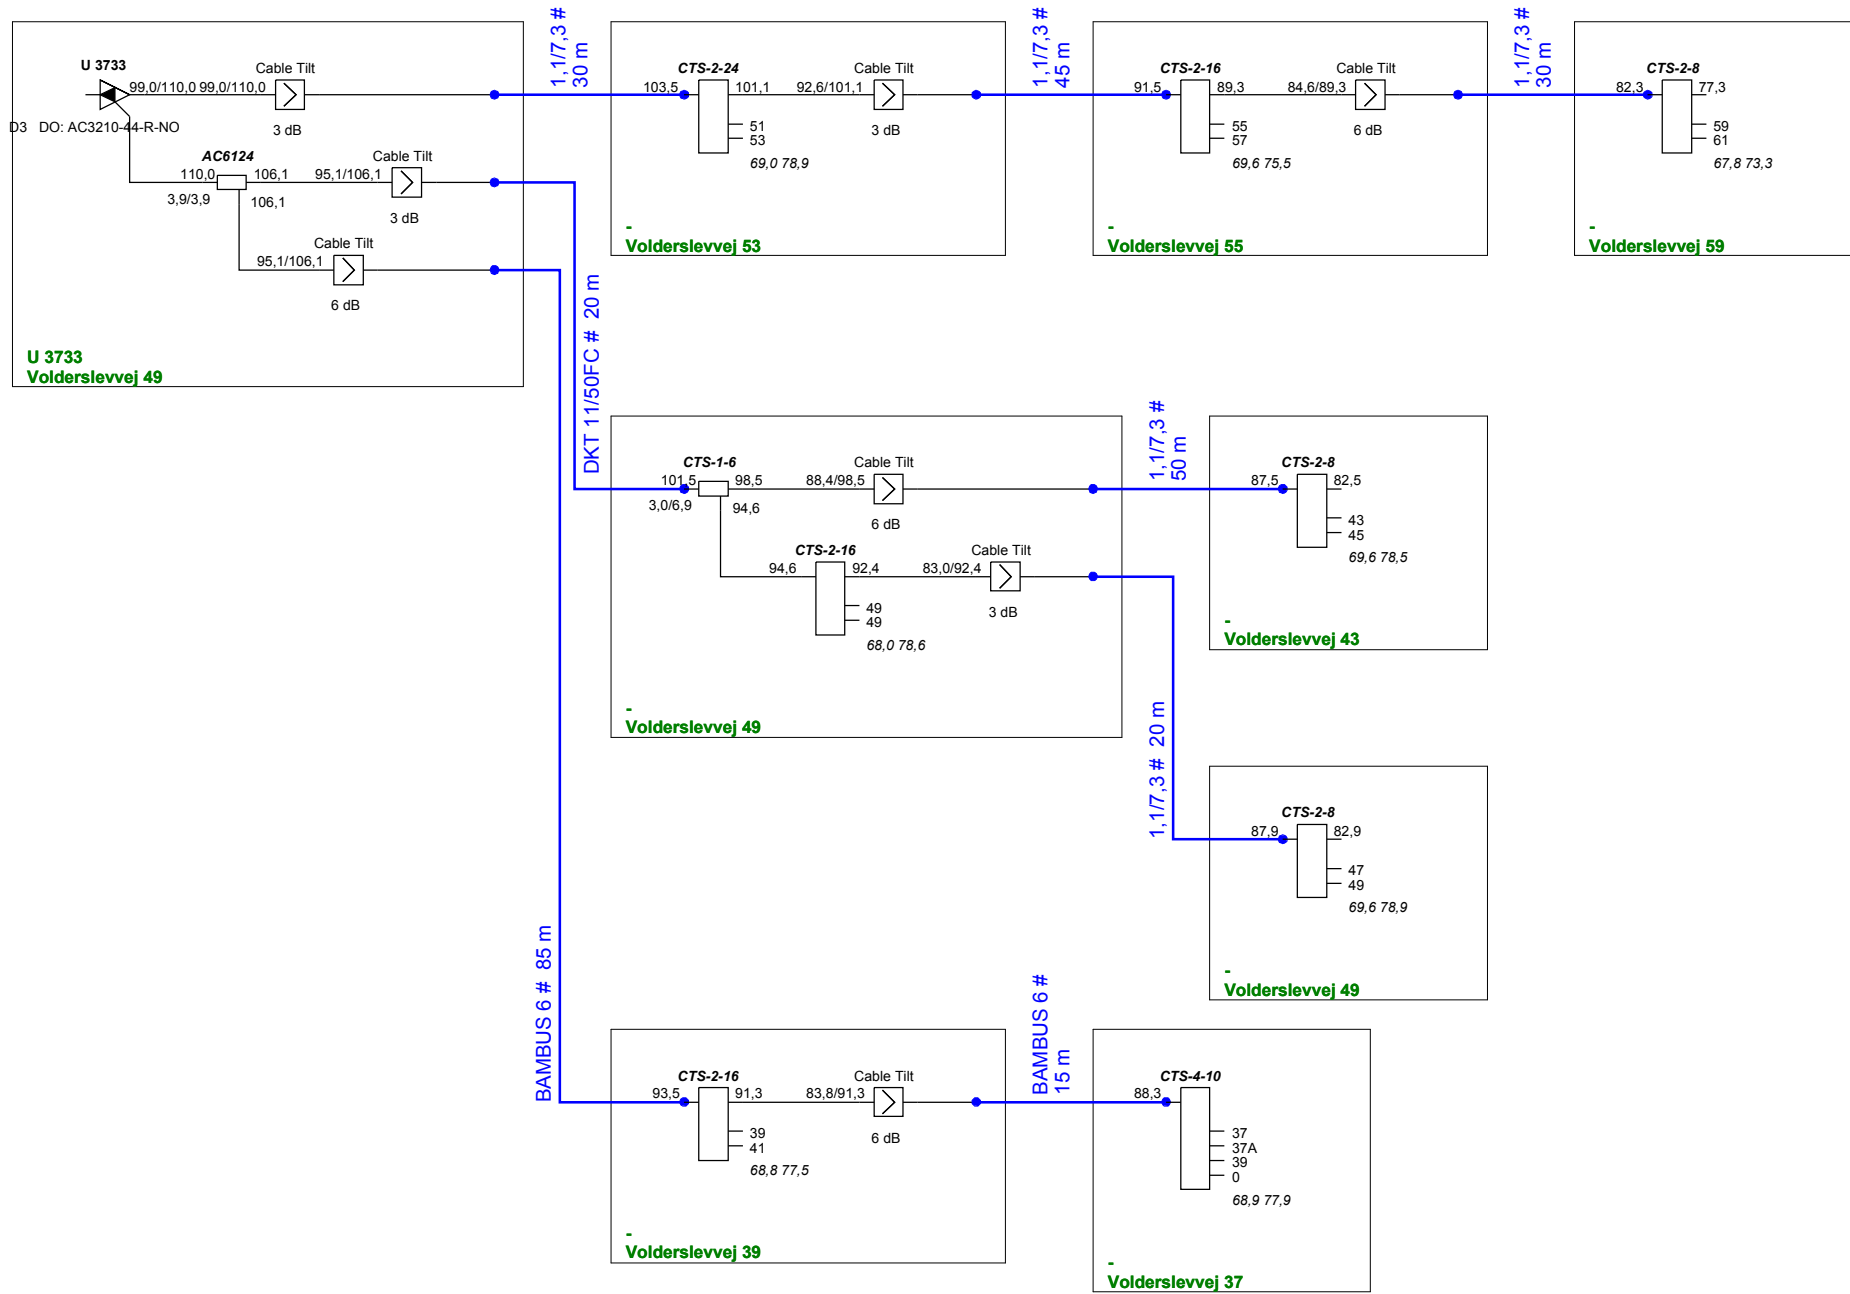 U 3733
99,0/110,0 99,0/110,0
Cable Tilt
3 dB
D3 DO: AC3210-44-R-NO
AC6124
110,0
106,1
3,9/3,9
106,1
95,1/106,1
Cable Tilt
3 dB
95,1/106,1
Cable Tilt
6 dB
U 3733
Volderslevvej 49
1,1/7,3 #
30 m
CTS-2-24
103,5
101,1
92,6/101,1
Cable Tilt
3 dB
51
53
69,0 78,9
-
Volderslevvej 53
1,1/7,3 #
45 m
CTS-2-16
91,5
89,3
84,6/89,3
Cable Tilt
6 dB
55
57
69,6 75,5
-
Volderslevvej 55
1,1/7,3 #
30 m
CTS-2-8
82,3
77,3
59
61
67,8 73,3
-
Volderslevvej 59
DKT 11/50FC # 20 m
CTS-1-6
101,5
98,5
3,0/6,9
94,6
88,4/98,5
Cable Tilt
6 dB
CTS-2-16
94,6
92,4
83,0/92,4
Cable Tilt
3 dB
49
49
68,0 78,6
-
Volderslevvej 49
1,1/7,3 #
50 m
CTS-2-8
87,5
82,5
43
45
69,6 78,5
-
Volderslevvej 43
1,1/7,3 # 20 m
CTS-2-8
87,9
82,9
47
49
69,6 78,9
-
Volderslevvej 49
BAMBUS 6 # 85 m
CTS-2-16
93,5
91,3
83,8/91,3
Cable Tilt
6 dB
39
41
68,8 77,5
-
Volderslevvej 39
BAMBUS 6 #
15 m
CTS-4-10
88,3
37
37A
39
0
68,9 77,9
-
Volderslevvej 37